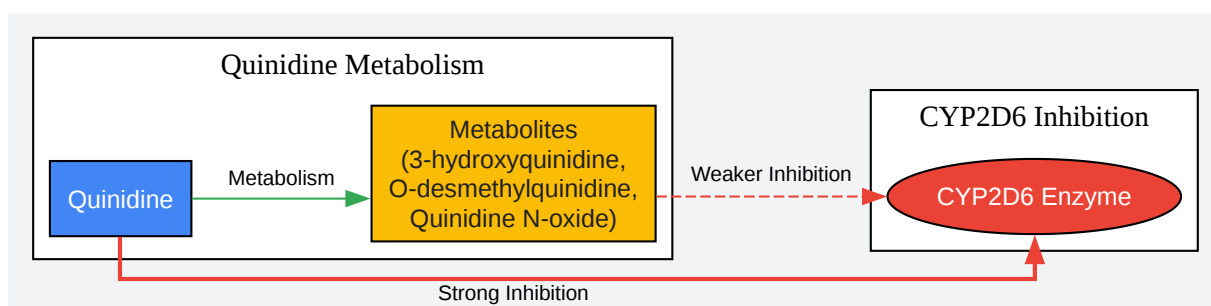 Quinidine Metabolism
Quinidine
Metabolism
Metabolites
(3-hydroxyquinidine,
O-desmethylquinidine,
Quinidine N-oxide)
Weaker Inhibition
CYP2D6 Inhibition
CYP2D6 Enzyme
Strong Inhibition